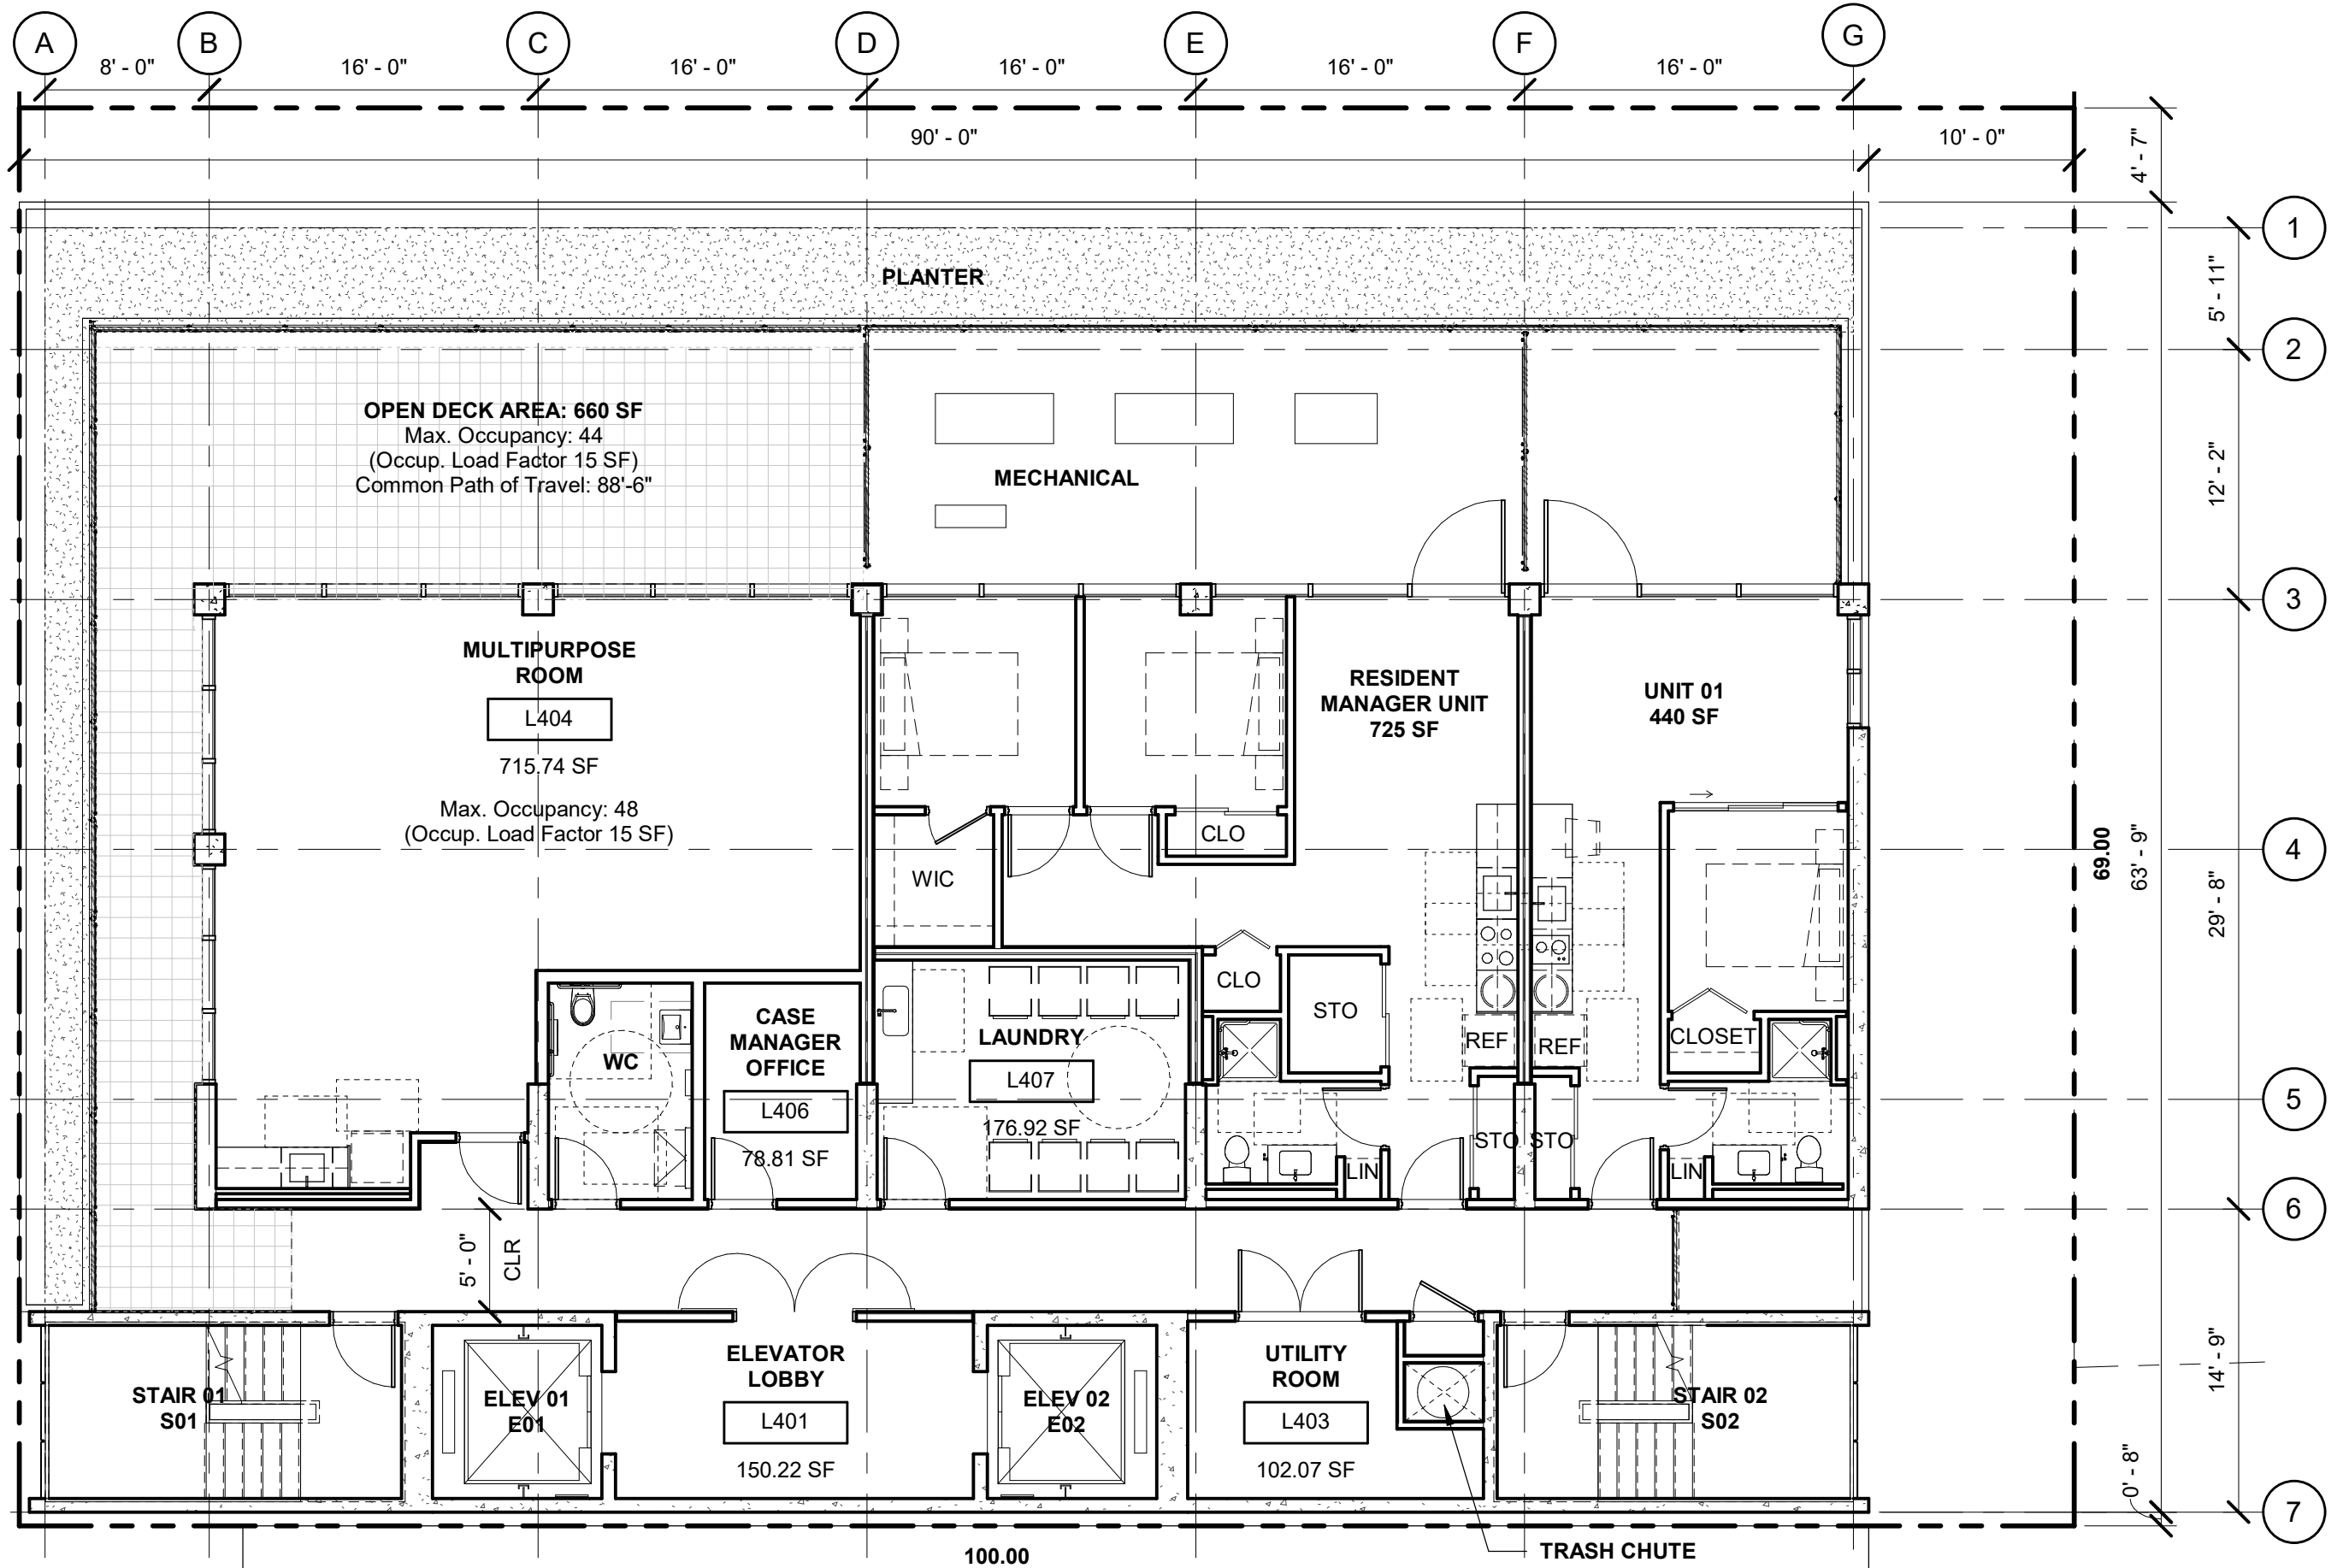 A B C D E F G
8' - 0" 16' - 0" 16' - 0" 16' - 0" 16' - 0" 16' - 0"
90' - 0" 10' - 0"
4' - 7"
1
PLANTER
5' - 11"
2
OPEN DECK AREA: 660 SF
Max. Occupancy: 44
(Occup. Load Factor 15 SF)
Common Path of Travel: 88'-6"
MECHANICAL
12' - 2"
3
MULTIPURPOSE
ROOM
L404
715.74 SF
Max. Occupancy: 48
(Occup. Load Factor 15 SF)
RESIDENT
MANAGER UNIT
725 SF
UNIT 01
440 SF
CLO
WIC
4
69.00
63' - 9"
29' - 8"
CLO
STO
REF
REF
CLOSET
WC
CASE
MANAGER
OFFICE
L406
78.81 SF
LAUNDRY
L407
176.92 SF
5
STO
STO
LIN
LIN
6
5' - 0"
CLR
STAIR 01
S01
ELEV 01
E01
ELEVATOR
LOBBY
L401
150.22 SF
ELEV 02
E02
UTILITY
ROOM
L403
102.07 SF
STAIR 02
S02
14' - 9"
0' - 8"
7
100.00
TRASH CHUTE